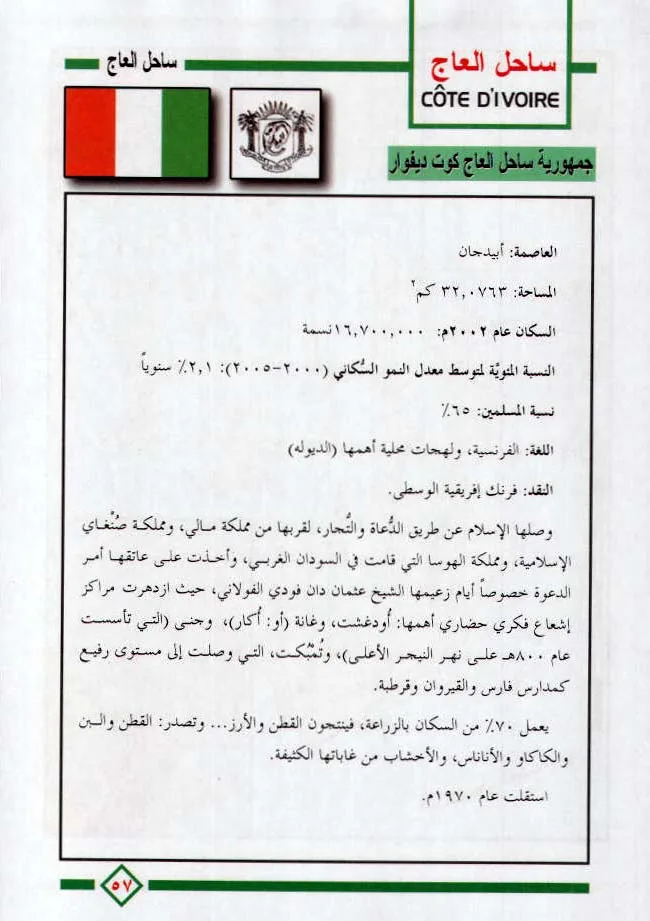 ساحل العاج
ساحل العاج
CÔTE D'IVOIRE
جمهورية ساحل العاج كوت ديفوار
العاصمة: أبيدجان
المساحة: ٣٢,٠٧٦٣ كم٢
السكان عام ٢٠٠٢م: ١٦,٧٠٠,٠٠٠ نسمة
النسبة المئويَّة لمتوسط معدل النمو السكَّاني (٢٠٠٠-٢٠٠٥): ٢,١٪ سنوياً
نسبة المسلمين: ٦٥٪
اللغة: الفرنسية، ولهجات محلية أهمها (الديوله)
النقد: فرنك إفريقية الوسطى.
وصلها الإسلام عن طريق الدُّعاة والتُّجار، لقربها من مملكة مالي، ومملكة صُنْغاي
الإسلامية، ومملكة الهوسا التي قامت في السودان الغربي، وأخذت على عاتقها أمر
الدعوة خصوصاً أيام زعيمها الشيخ عثمان دان فودي الفولاني، حيث ازدهرت مراكز
إشعاع فكري حضاري أهمها: أُودغشت، وغانة (أو: أُكار)، وجنى (التي تأسست
عام ٨٠٠هـ على نهر النيجر الأعلى)، وتُمْبُكت، التي وصلت إلى مستوى رفيع
كمدارس فارس والقيروان وقرطبة.
يعمل ٧٠٪ من السكان بالزراعة، فينتجون القطن والأرز... وتصدر: القطن والبن
والكاكاو والأناناس، والأخشاب من غاباتها الكثيفة.
استقلت عام ١٩٧٠م.
٥٧